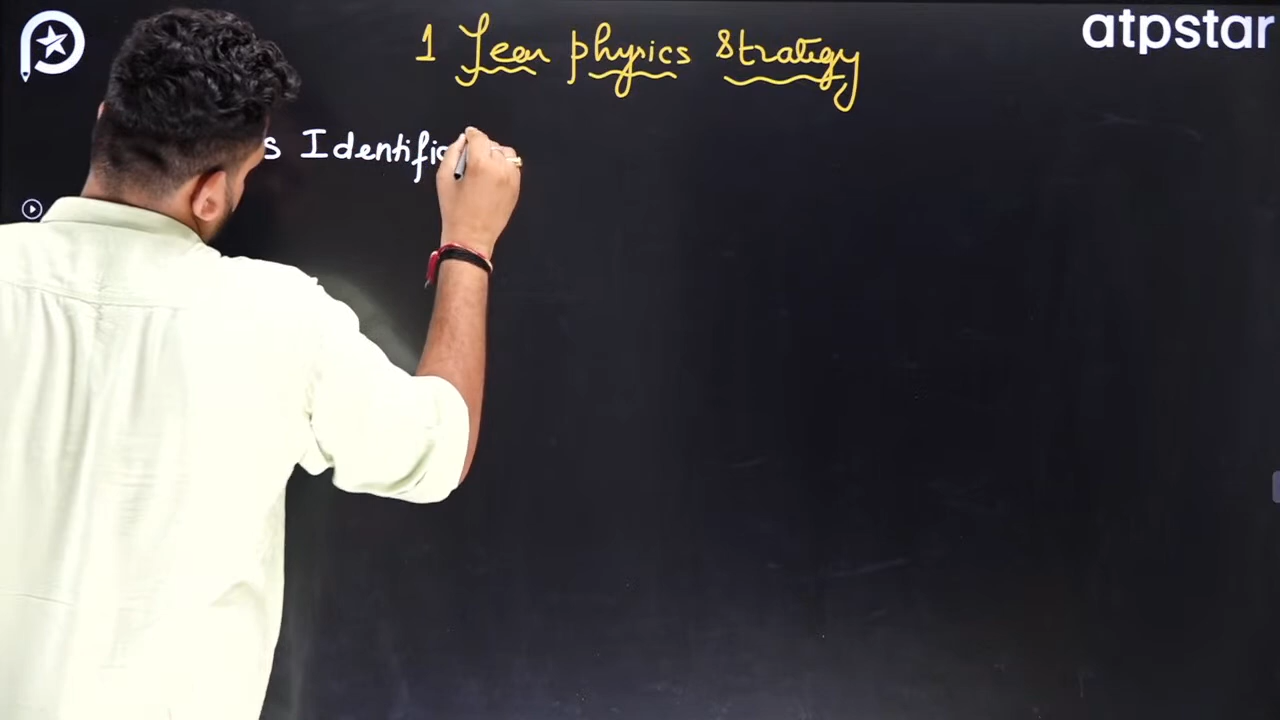 atpstar
1 Year physics Strategy
s Identific